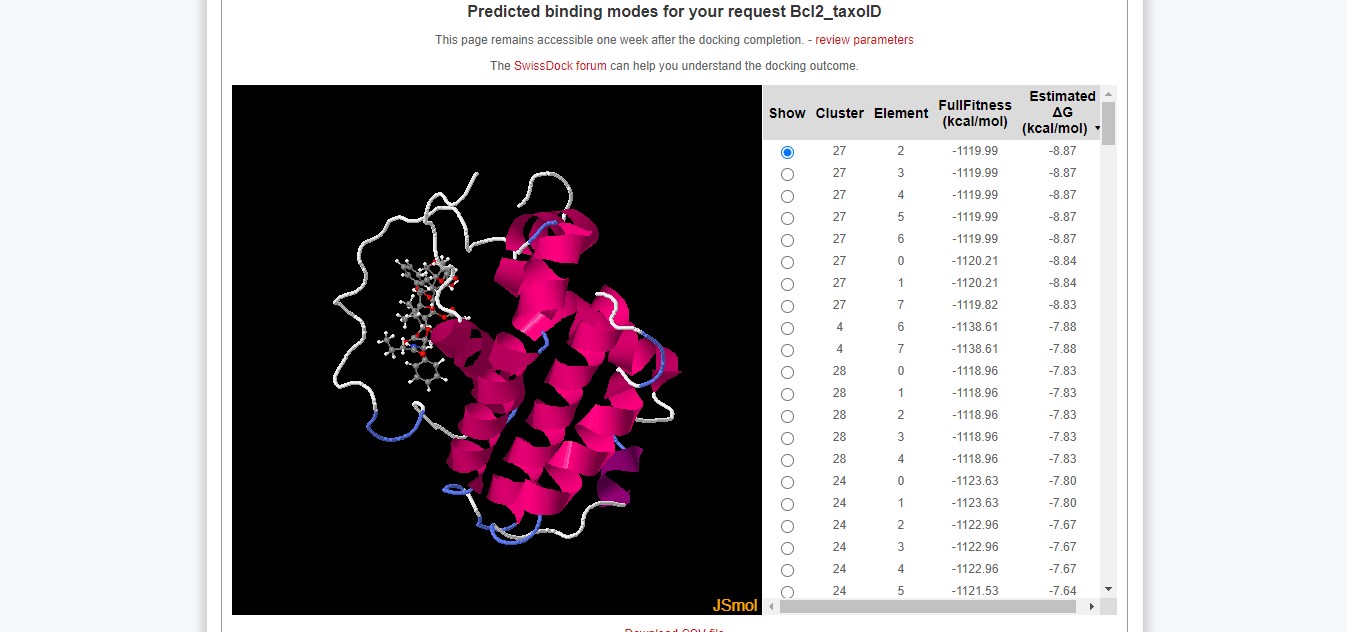 Predicted binding modes for your request Bcl2_taxolD
This page remains accessible one week after the docking completion. - review parameters
The SwissDock forum can help you understand the docking outcome.
Show Cluster Element FullFitness (kcal/mol) Estimated ΔG (kcal/mol)
27 2 -1119.99 -8.87
27 3 -1119.99 -8.87
27 4 -1119.99 -8.87
27 5 -1119.99 -8.87
27 6 -1119.99 -8.87
27 0 -1120.21 -8.84
27 1 -1120.21 -8.84
27 7 -1119.82 -8.83
4 6 -1138.61 -7.88
4 7 -1138.61 -7.88
28 0 -1118.96 -7.83
28 1 -1118.96 -7.83
28 2 -1118.96 -7.83
28 3 -1118.96 -7.83
28 4 -1118.96 -7.83
24 0 -1123.63 -7.80
24 1 -1123.63 -7.80
24 2 -1122.96 -7.67
24 3 -1122.96 -7.67
24 4 -1122.96 -7.67
24 5 -1121.53 -7.64
JSmol